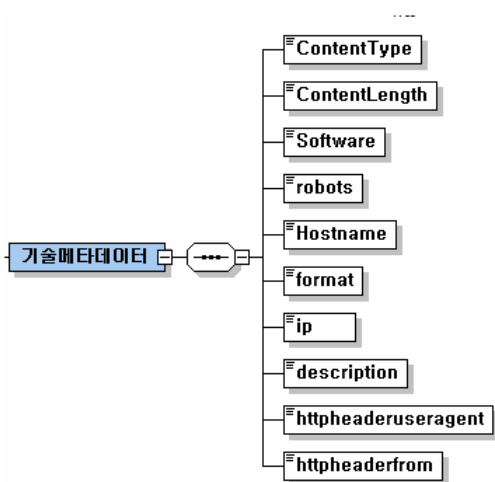 ContentType
ContentLength
Software
robots
Hostname
기술메타데이터
format
ip
description
httpheaderuseragent
httpheaderfrom